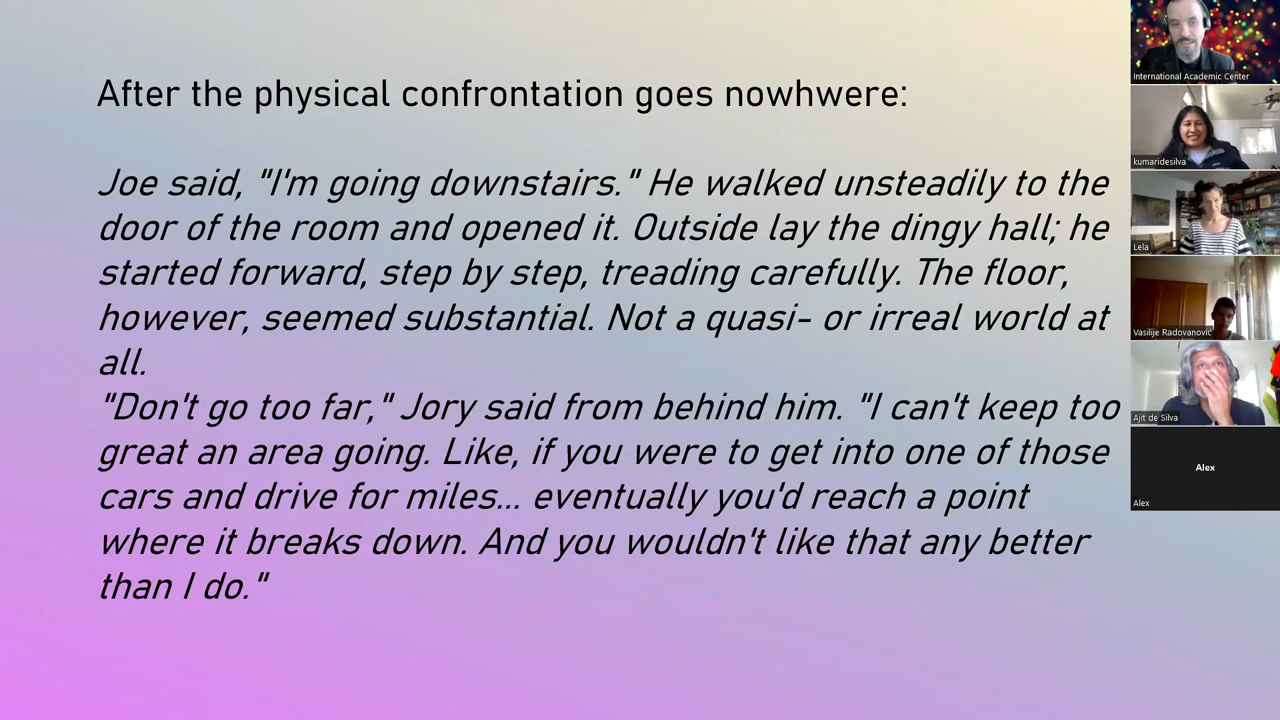 After the physical confrontation goes nowhwere:
Joe said, "I'm going downstairs." He walked unsteadily to the
door of the room and opened it. Outside lay the dingy hall; he
started forward, step by step, treading carefully. The floor,
however, seemed substantial. Not a quasi- or irreal world at
all.
"Don't go too far," Jory said from behind him. "I can't keep too
great an area going. Like, if you were to get into one of those
cars and drive for miles... eventually you'd reach a point
where it breaks down. And you wouldn't like that any better
than I do."
International Academic Center
kumaridesilva
Lela
Vasilije Radovanovic
Ajit de Silva
Alex
Alex